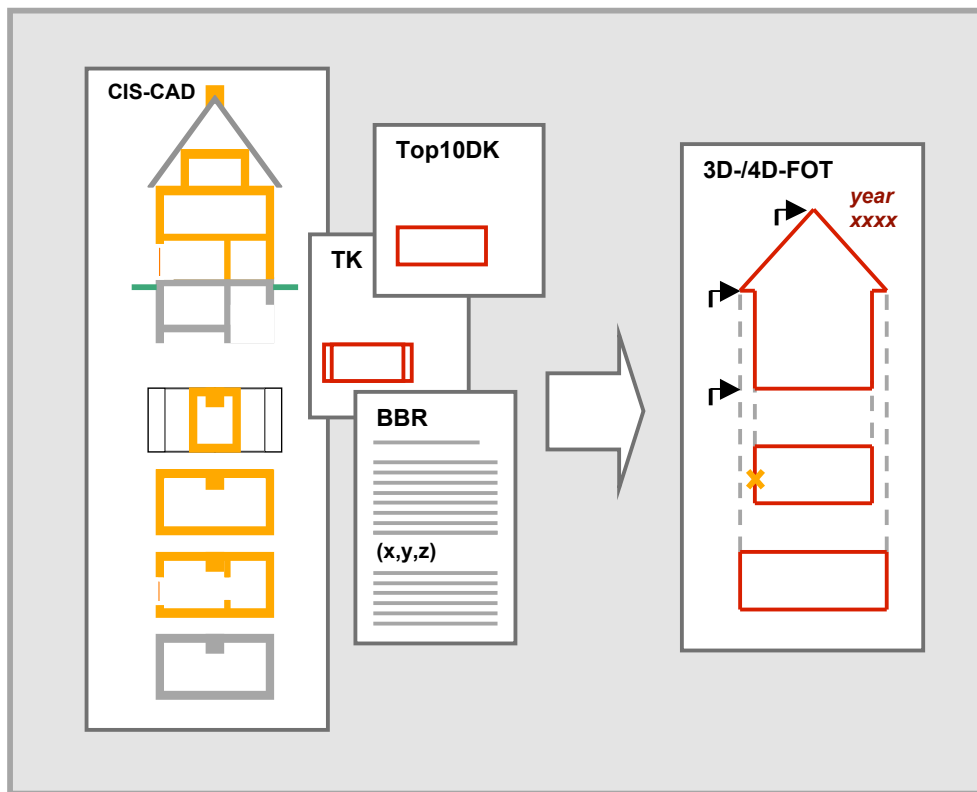 CIS-CAD
Top10DK
TK
BBR
(x,y,z)
3D-/4D-FOT
year
xxxx